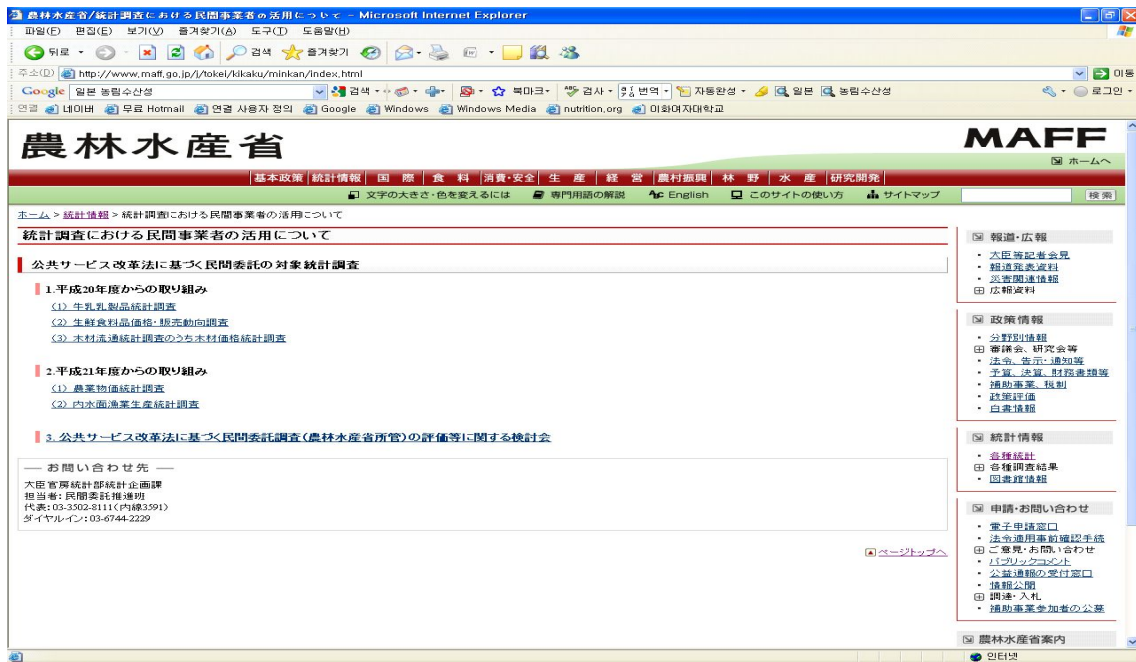 農林水産省/統計調査における民間事業者の活用について - Microsoft Internet Explorer
파일(F) 편집(E) 보기(V) 즐겨찾기(A) 도구(T) 도움말(H)
뒤로 검색 즐겨찾기
주소(D) http://www.maff.go.jp/j/tokei/kikaku/minkan/index.html 이동
Google 일본 농림수산성 검색 북마크 검사 번역 자동완성 일본 농림수산성 로그인
연결 네이버 무료 Hotmail 연결 사용자 정의 Google Windows Windows Media nutrition.org 이화여자대학교
農林水産省
MAFF
ホームへ
基本政策 統計情報 国 際 食 料 消費・安全 生 産 経 営 農村振興 林 野 水 産 研究開発
文字の大きさ・色を変えるには 専門用語の解説 English このサイトの使い方 サイトマップ 検索
ホーム > 統計情報 > 統計調査における民間事業者の活用について
統計調査における民間事業者の活用について
公共サービス改革法に基づく民間委託の対象統計調査
1.平成20年度からの取り組み
(1) 牛乳乳製品統計調査
(2) 生鮮食料品価格・販売動向調査
(3) 木材流通統計調査のうち木材価格統計調査
2.平成21年度からの取り組み
(1) 農業物価統計調査
(2) 内水面漁業生産統計調査
3. 公共サービス改革法に基づく民間委託調査(農林水産省所管)の評価等に関する検討会
― お問い合わせ先 ―
大臣官房統計部統計企画課
担当者：民間委託推進班
代表：03-3502-8111(内線3591)
ダイヤルイン：03-6744-2229
ページトップへ
報道・広報
・ 大臣等記者会見
・ 報道発表資料
・ 災害関連情報
広報資料
政策情報
・ 分野別情報
審議会、研究会等
・ 法令、告示・通知等
・ 予算、決算、財務書類等
・ 補助事業、税制
・ 政策評価
・ 白書情報
統計情報
・ 各種統計
各種調査結果
・ 図書館情報
申請・お問い合わせ
・ 電子申請窓口
・ 法令適用事前確認手続
ご意見・お問い合わせ
・ パブリックコメント
・ 公益通報の受付窓口
・ 情報公開
調達・入札
・ 補助事業参加者の公募
農林水産省案内
인터넷